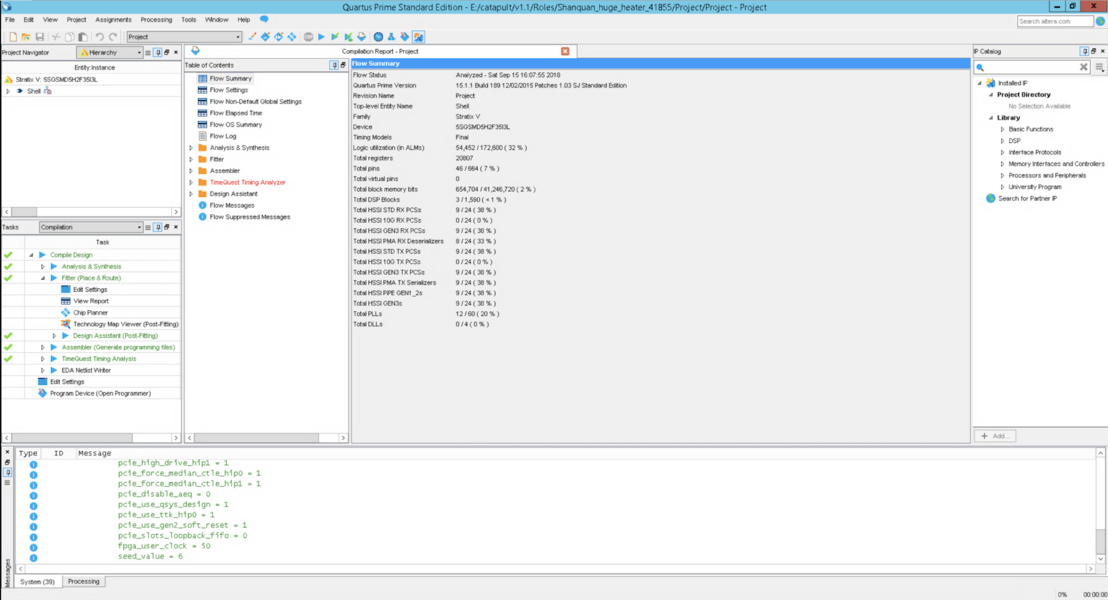 Quartus Prime Standard Edition - E:/catapult/v1.1/Roles/Shanquan_huge_heater_41855/Project/Project - Project
File Edit View Project Assignments Processing Tools Window Help
Search altera.com
Project
Project Navigator
Hierarchy
Entity:Instance
Stratix V: 5SGSMD5H2F35I3L
Shell
Tasks
Compilation
Task
Compile Design
Analysis & Synthesis
Fitter (Place & Route)
Edit Settings
View Report
Chip Planner
Technology Map Viewer (Post-Fitting)
Design Assistant (Post-Fitting)
Assembler (Generate programming files)
TimeQuest Timing Analysis
EDA Netlist Writer
Edit Settings
Program Device (Open Programmer)
Compilation Report - Project
Table of Contents
Flow Summary
Flow Settings
Flow Non-Default Global Settings
Flow Elapsed Time
Flow OS Summary
Flow Log
Analysis & Synthesis
Fitter
Assembler
TimeQuest Timing Analyzer
Design Assistant
Flow Messages
Flow Suppressed Messages
Flow Summary
Flow Status Analyzed - Sat Sep 15 16:07:55 2018
Quartus Prime Version 15.1.1 Build 189 12/02/2015 Patches 1.03 SJ Standard Edition
Revision Name Project
Top-level Entity Name Shell
Family Stratix V
Device 5SGSMD5H2F35I3L
Timing Models Final
Logic utilization (in ALMs) 54,452 / 172,600 ( 32 % )
Total registers 20807
Total pins 46 / 664 ( 7 % )
Total virtual pins 0
Total block memory bits 654,704 / 41,246,720 ( 2 % )
Total DSP Blocks 3 / 1,590 ( < 1 % )
Total HSSI STD RX PCSs 9 / 24 ( 38 % )
Total HSSI 10G RX PCSs 0 / 24 ( 0 % )
Total HSSI GEN3 RX PCSs 9 / 24 ( 38 % )
Total HSSI PMA RX Deserializers 8 / 24 ( 33 % )
Total HSSI STD TX PCSs 9 / 24 ( 38 % )
Total HSSI 10G TX PCSs 0 / 24 ( 0 % )
Total HSSI GEN3 TX PCSs 9 / 24 ( 38 % )
Total HSSI PMA TX Serializers 9 / 24 ( 38 % )
Total HSSI PIPE GEN1_2s 9 / 24 ( 38 % )
Total HSSI GEN3s 9 / 24 ( 38 % )
Total PLLs 12 / 60 ( 20 % )
Total DLLs 0 / 4 ( 0 % )
IP Catalog
Installed IP
Project Directory
No Selection Available
Library
Basic Functions
DSP
Interface Protocols
Memory Interfaces and Controllers
Processors and Peripherals
University Program
Search for Partner IP
+ Add...
Type ID Message
pcie_high_drive_hip1 = 1
pcie_force_median_ctle_hip0 = 1
pcie_force_median_ctle_hip1 = 1
pcie_disable_aeq = 0
pcie_use_qsys_design = 1
pcie_use_ttk_hip0 = 1
pcie_use_gen2_soft_reset = 1
pcie_slots_loopback_fifo = 0
fpga_user_clock = 50
seed_value = 6
Messages
System (39) Processing
0% 00:00:00